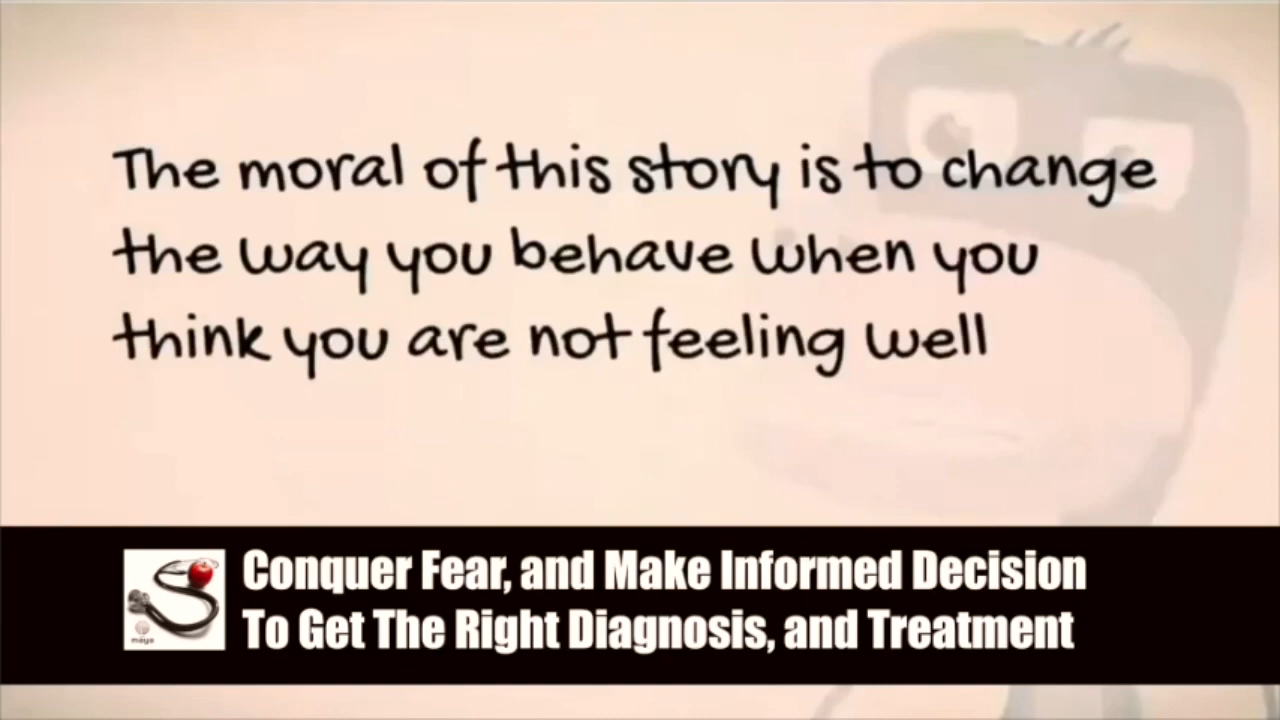 The moral of this story is to change
the way you behave when you
think you are not feeling well
Conquer Fear, and Make Informed Decision
To Get The Right Diagnosis, and Treatment
maya